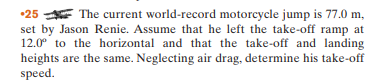 •25 The current world-record motorcycle jump is 77.0 m,
set by Jason Renie. Assume that he left the take-off ramp at
12.0° to the horizontal and that the take-off and landing
heights are the same. Neglecting air drag, determine his take-off
speed.